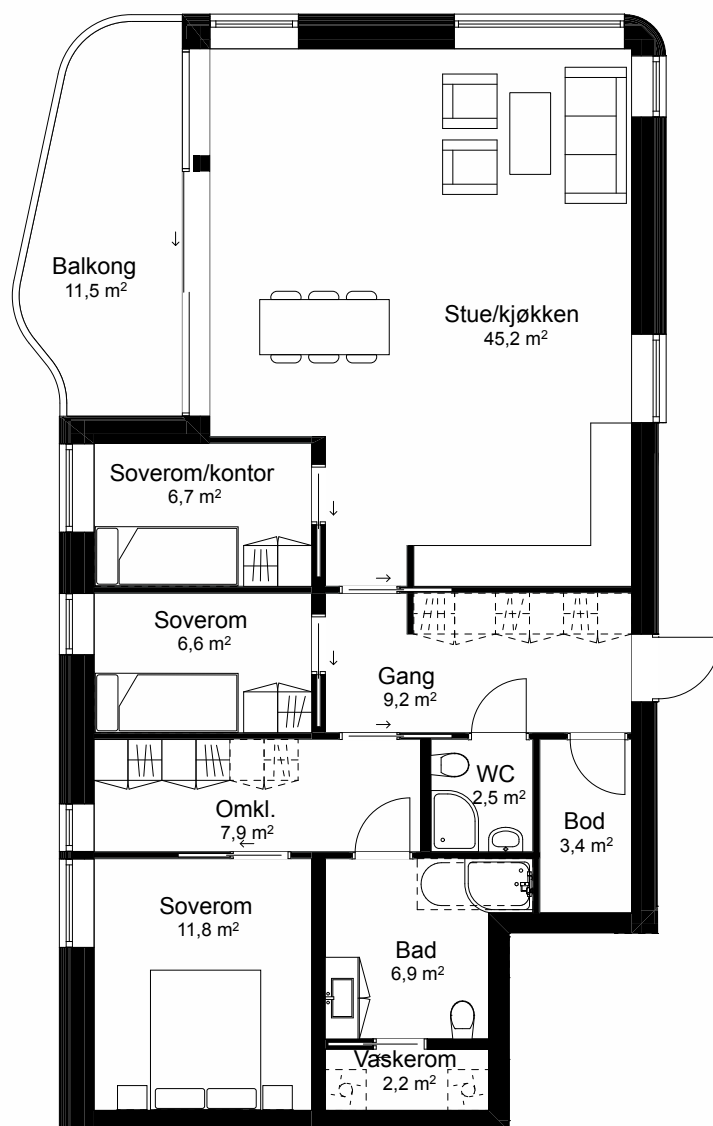 Balkong
11,5 m²
Stue/kjøkken
45,2 m²
Soverom/kontor
6,7 m²
Soverom
6,6 m²
Gang
9,2 m²
WC
2,5 m²
Omkl.
7,9 m²
Bod
3,4 m²
Soverom
11,8 m²
Bad
6,9 m²
Vaskerom
2,2 m²